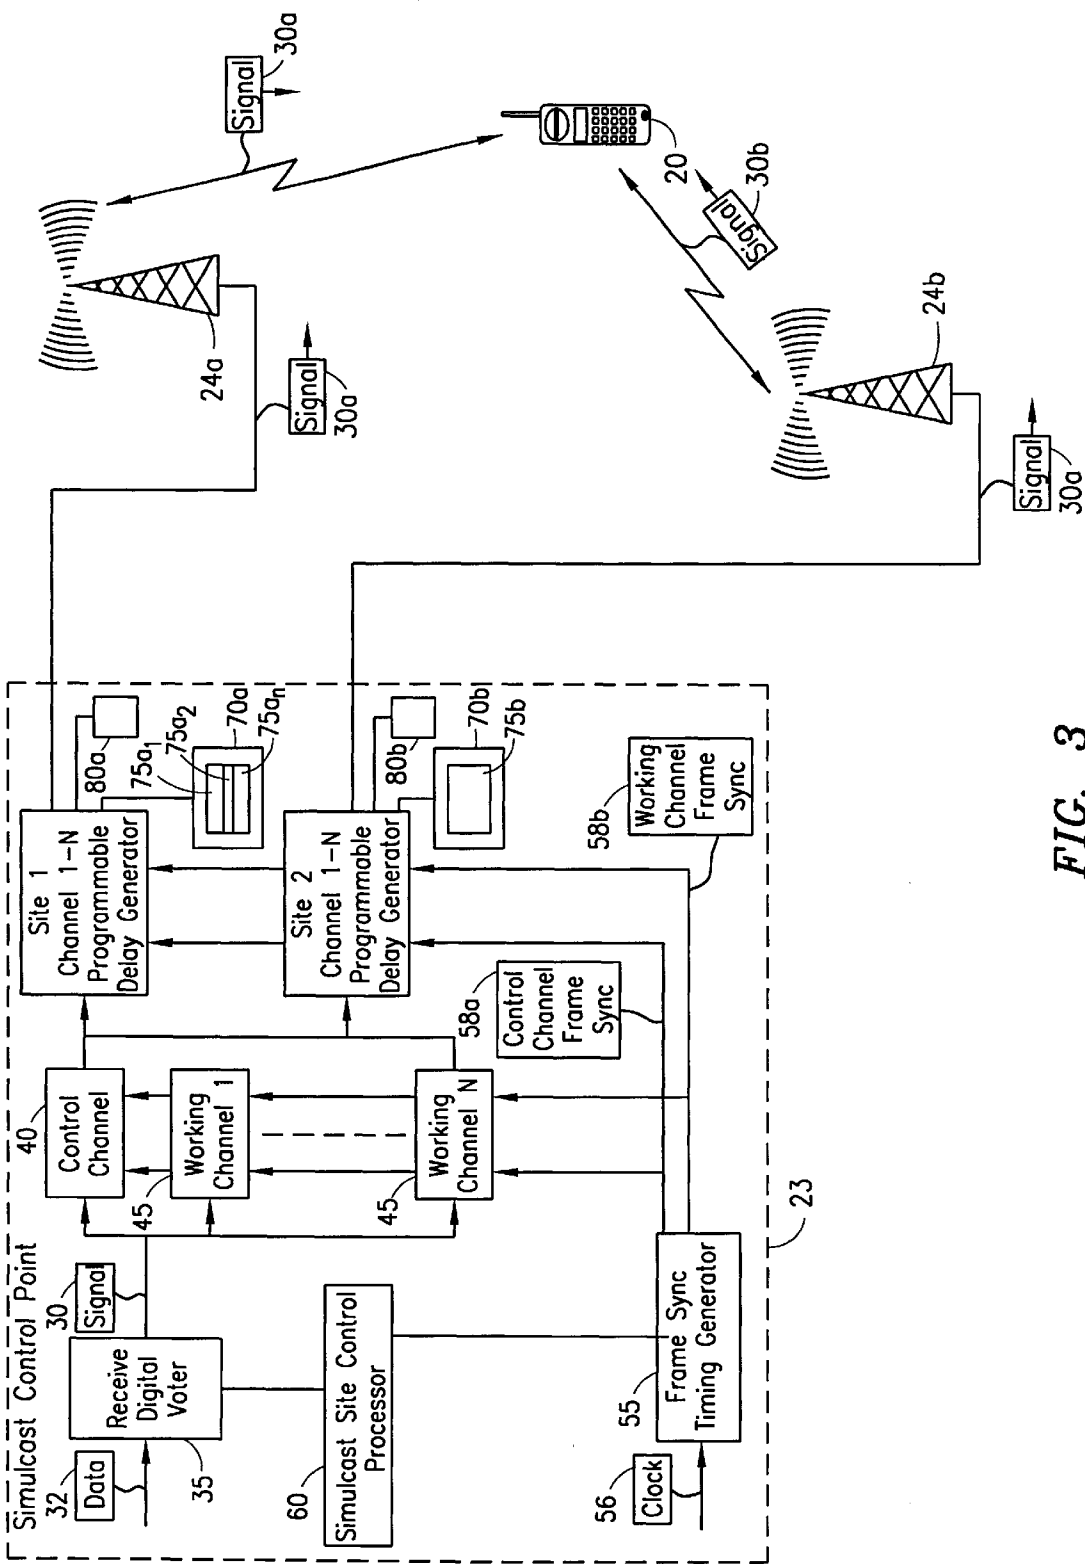 Simulcast Control Point
32
Data
35
Receive
Digital
Voter
30
Signal
60
Simulcast Site Control
Processor
56
Clock
55
Frame Sync
Timing Generator
23
40
Control
Channel
45
Working
Channel 1
45
Working
Channel N
58a
Control
Channel
Frame
Sync
58b
Working
Channel
Frame
Sync
Site 1
Channel 1-N
Programmable
Delay Generator
80a
75a1
75a2
70a
75an
Site 2
Channel 1-N
Programmable
Delay Generator
80b
70b
75b
24a
Signal
30a
Signal
30a
20
Signal
30b
24b
Signal
30a
FIG. 3